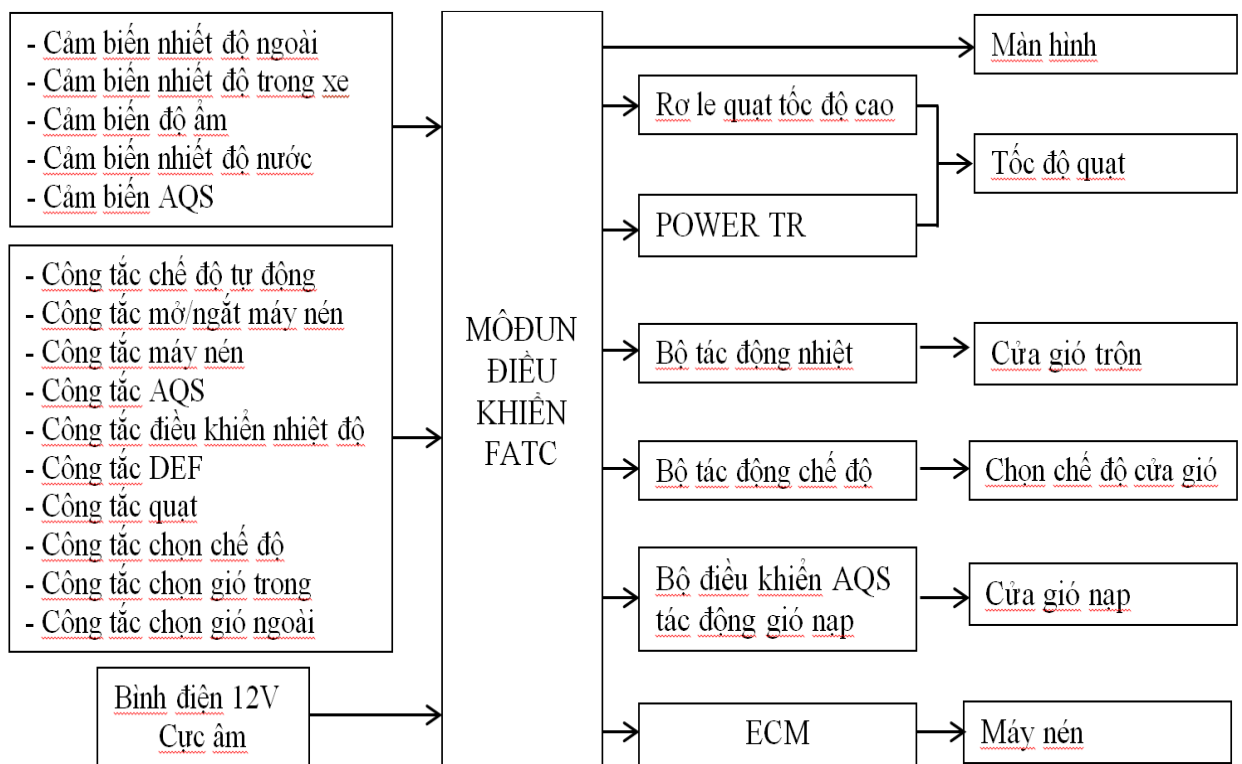 - Cảm biến nhiết độ ngoài
- Cảm biến nhiết độ trong xe
- Cảm biến độ ẩm
- Cảm biến nhiết độ nước
- Cảm biến AQS
- Công tắc chế độ tự động
- Công tắc mở/ngắt máy nén
- Công tắc máy nén
- Công tắc AQS
- Công tắc điều khiển nhiệt độ
- Công tắc DEF
- Công tắc quạt
- Công tắc chọn chế độ
- Công tắc chọn gió trong
- Công tắc chọn gió ngoài
Bình điện 12V
Cực âm
MÔĐUN
ĐIỀU
KHIỂN
FATC
Màn hình
Rơ le quạt tốc độ cao
POWER TR
Tốc độ quạt
Bộ tác động nhiệt
Cửa gió trộn
Bộ tác động chế độ
Chọn chế độ cửa gió
Bộ điều khiển AQS
tác động gió nạp
Cửa gió nạp
ECM
Máy nén